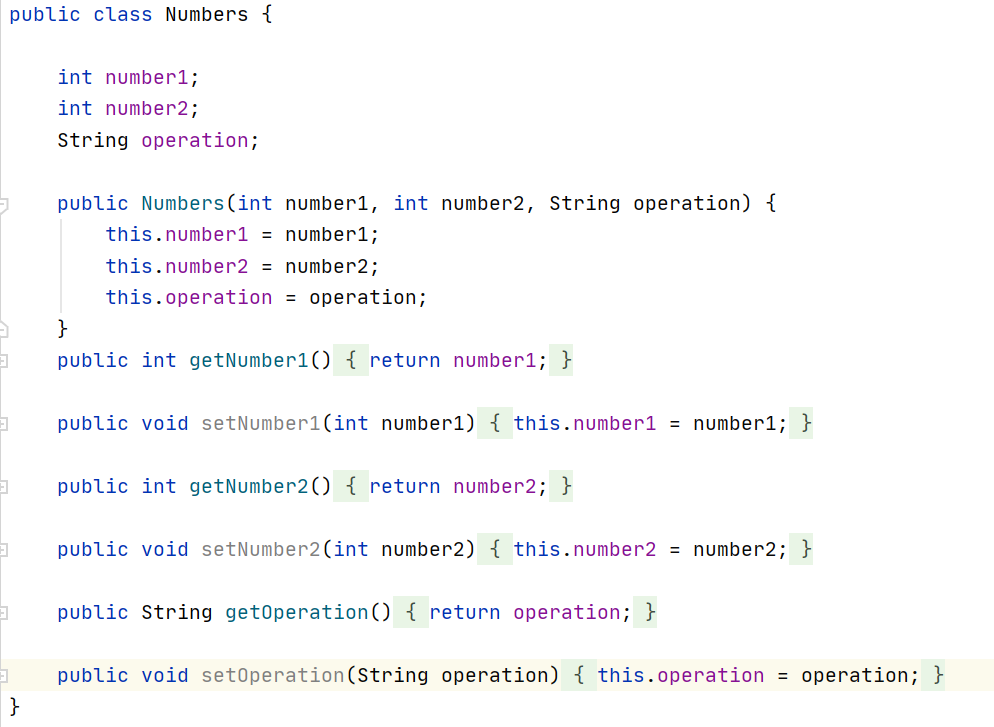 public class Numbers {
int number1;
int number2;
String operation;
public Numbers(int number1, int number2, String operation) {
this.number1 = number1;
this.number2 = number2;
this.operation = operation;
}
public int getNumber1() { return number1; }
public void setNumber1(int number1) { this.number1 = number1; }
public int getNumber2() { return number2; }
public void setNumber2(int number2) { this.number2 = number2; }
public String getOperation() { return operation; }
public void setOperation(String operation) { this.operation = operation; }
}